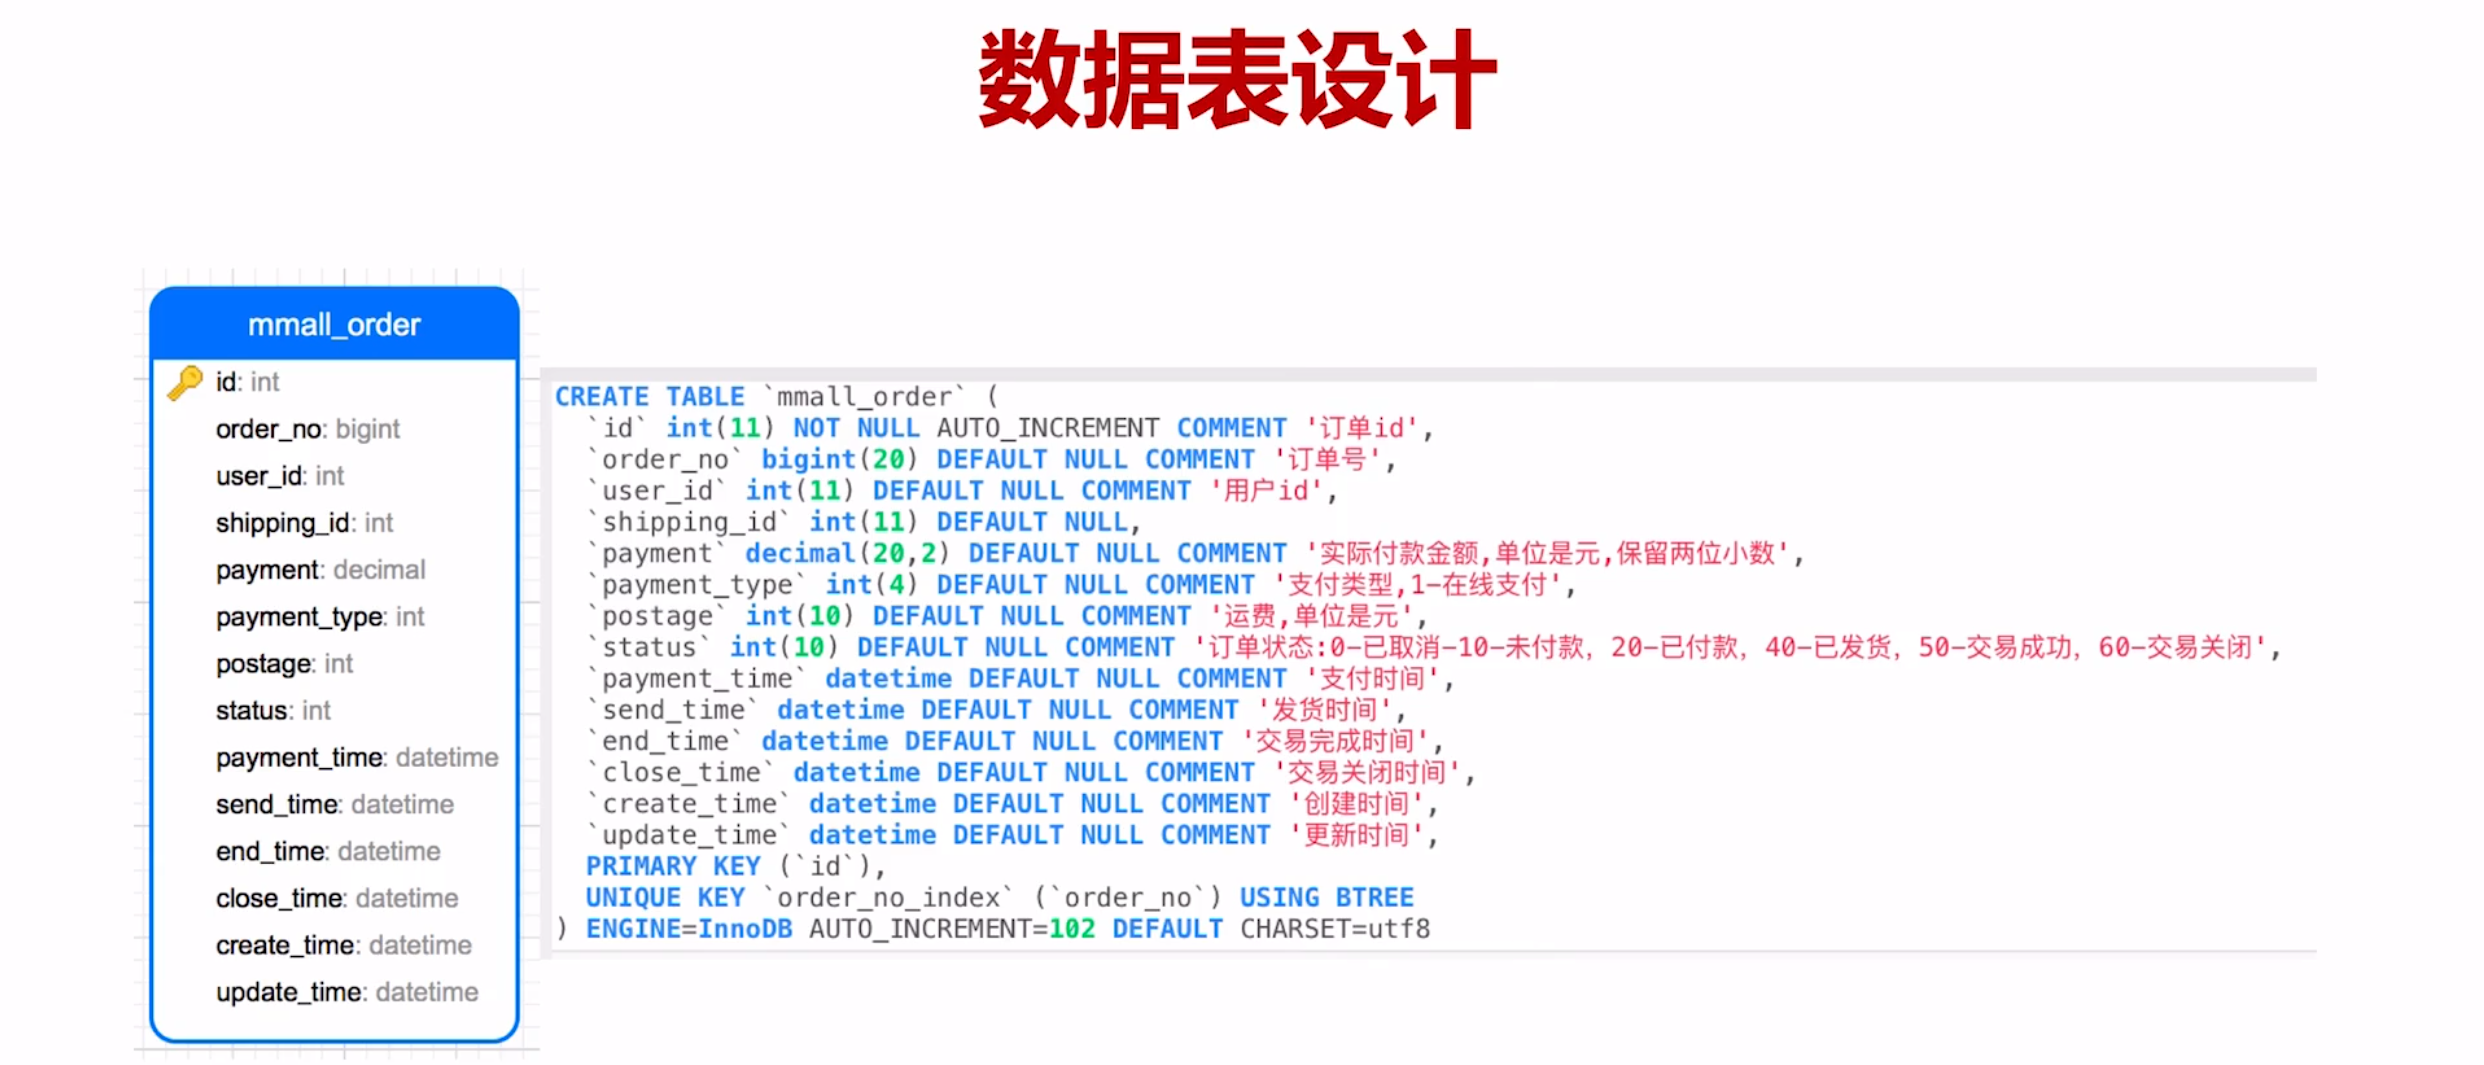 数据表设计
mmall_order
id: int
order_no: bigint
user_id: int
shipping_id: int
payment: decimal
payment_type: int
postage: int
status: int
payment_time: datetime
send_time: datetime
end_time: datetime
close_time: datetime
create_time: datetime
update_time: datetime
CREATE TABLE `mmall_order` (
`id` int(11) NOT NULL AUTO_INCREMENT COMMENT '订单id',
`order_no` bigint(20) DEFAULT NULL COMMENT '订单号',
`user_id` int(11) DEFAULT NULL COMMENT '用户id',
`shipping_id` int(11) DEFAULT NULL,
`payment` decimal(20,2) DEFAULT NULL COMMENT '实际付款金额,单位是元,保留两位小数',
`payment_type` int(4) DEFAULT NULL COMMENT '支付类型,1-在线支付',
`postage` int(10) DEFAULT NULL COMMENT '运费,单位是元',
`status` int(10) DEFAULT NULL COMMENT '订单状态:0-已取消-10-未付款，20-已付款，40-已发货，50-交易成功，60-交易关闭',
`payment_time` datetime DEFAULT NULL COMMENT '支付时间',
`send_time` datetime DEFAULT NULL COMMENT '发货时间',
`end_time` datetime DEFAULT NULL COMMENT '交易完成时间',
`close_time` datetime DEFAULT NULL COMMENT '交易关闭时间',
`create_time` datetime DEFAULT NULL COMMENT '创建时间',
`update_time` datetime DEFAULT NULL COMMENT '更新时间',
PRIMARY KEY (`id`),
UNIQUE KEY `order_no_index` (`order_no`) USING BTREE
) ENGINE=InnoDB AUTO_INCREMENT=102 DEFAULT CHARSET=utf8